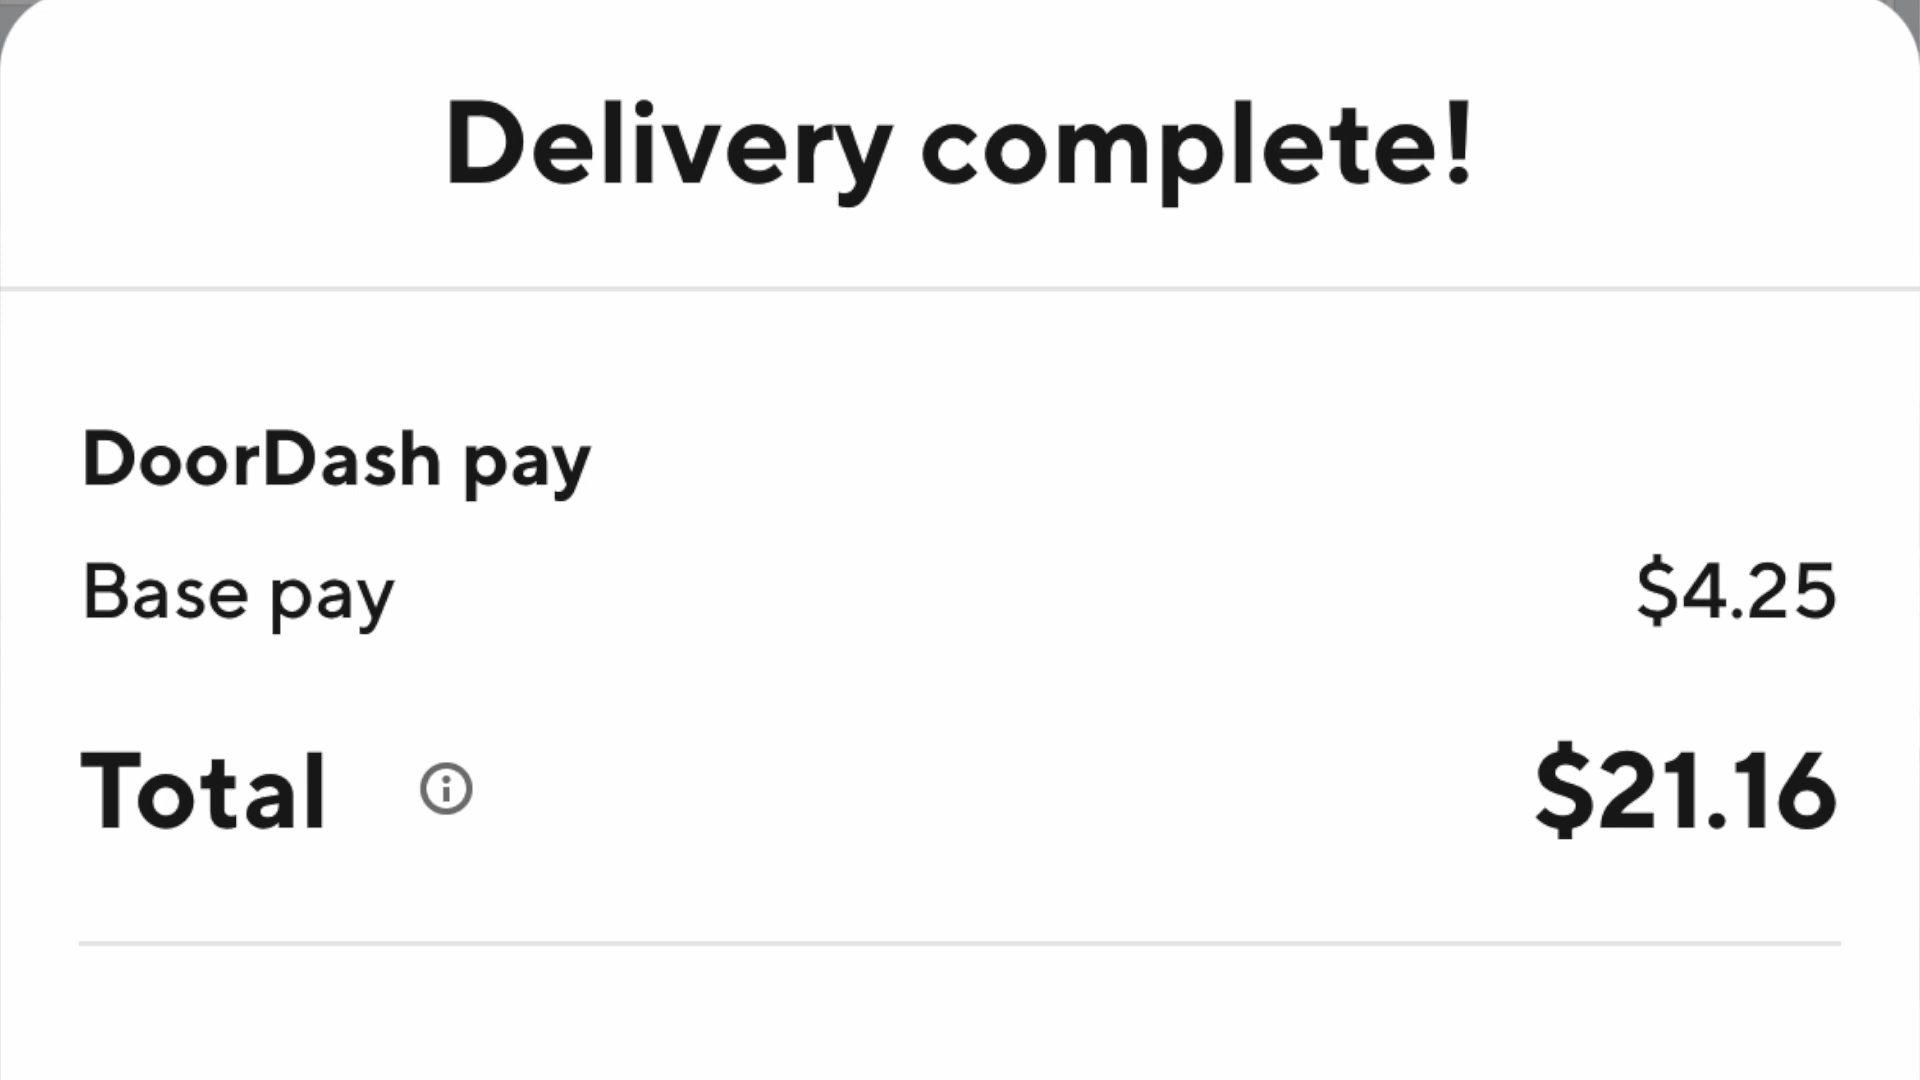 Delivery complete!
DoorDash pay
Base pay $4.25
Total $21.16